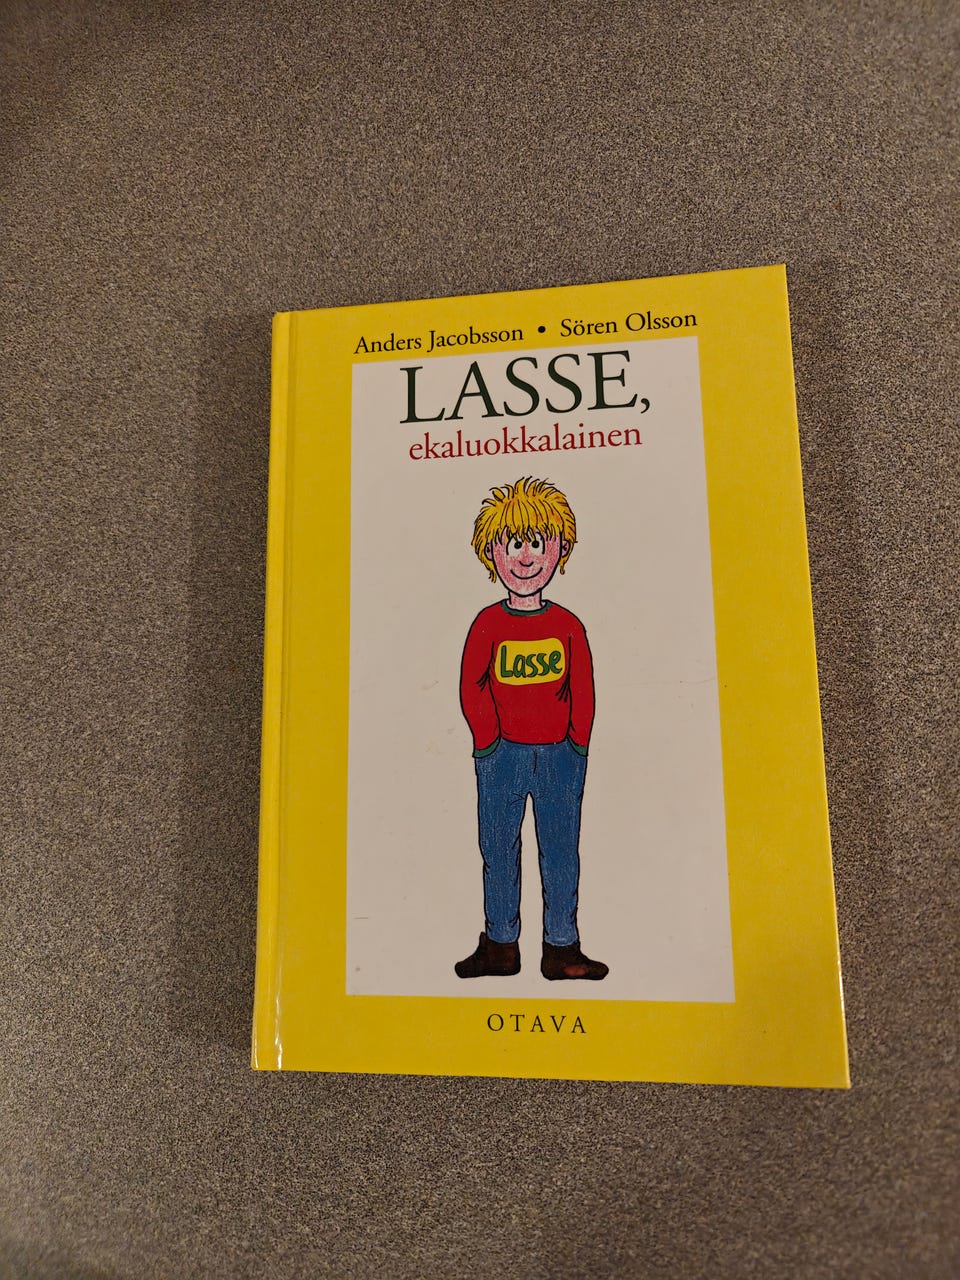 Anders Jacobsson • Sören Olsson
LASSE,
ekaluokkalainen
Lasse
OTAVA